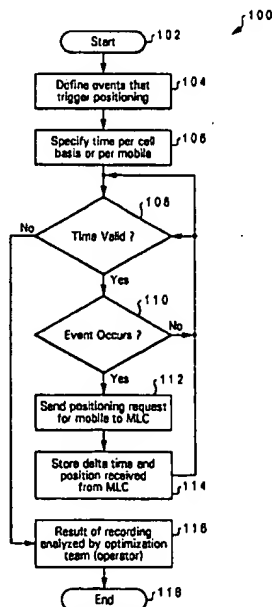 100
Start
102
Define events that
trigger positioning
104
Specify time per cell
basis or per mobile
106
Time Valid ?
108
No
Yes
Event Occurs ?
110
No
Yes
112
Send positioning request
for mobile to MLC
Store delta time and
position received
from MLC
114
116
Result of recording
analyzed by optimization
team (operator)
End
118